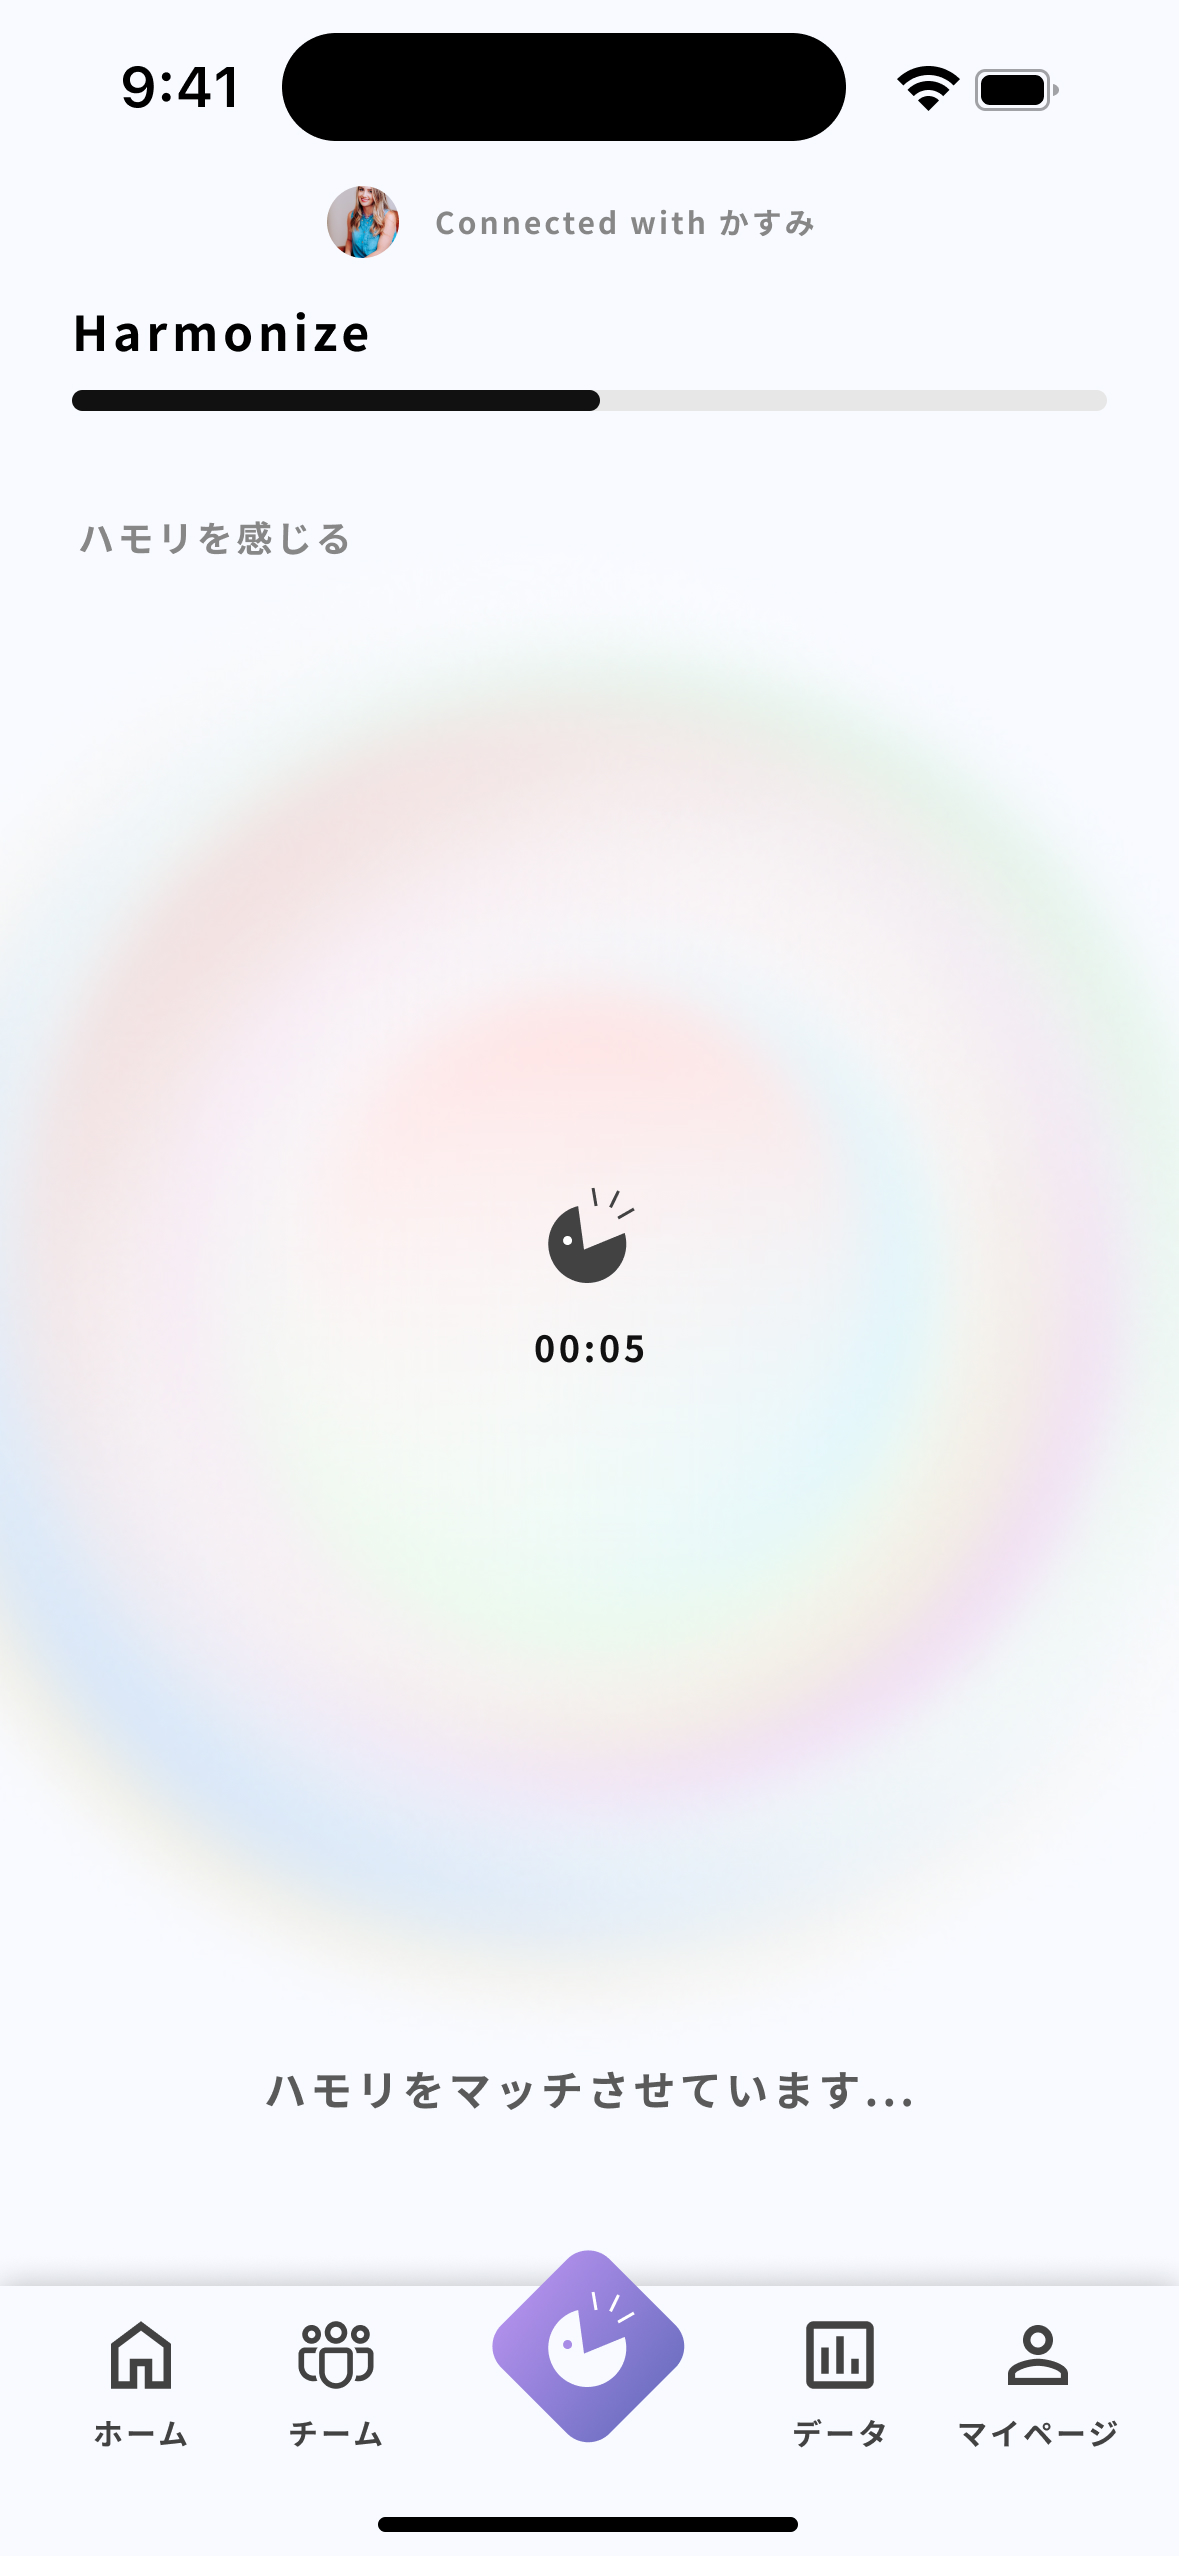 9:41
Connected with かすみ
Harmonize
ハモリを感じる
00:05
ハモリをマッチさせています...
ホーム
チーム
データ
マイページ